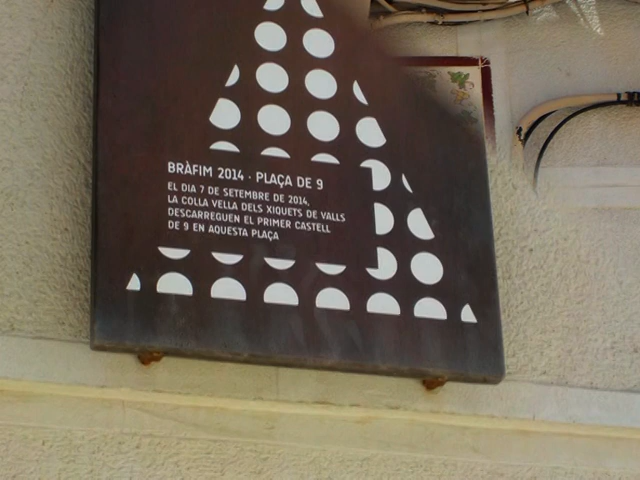 BRÀFIM 2014 · PLAÇA DE 9
EL DIA 7 DE SETEMBRE DE 2014,
LA COLLA VELLA DELS XIQUETS DE VALLS
DESCARREGUEN EL PRIMER CASTELL
DE 9 EN AQUESTA PLAÇA